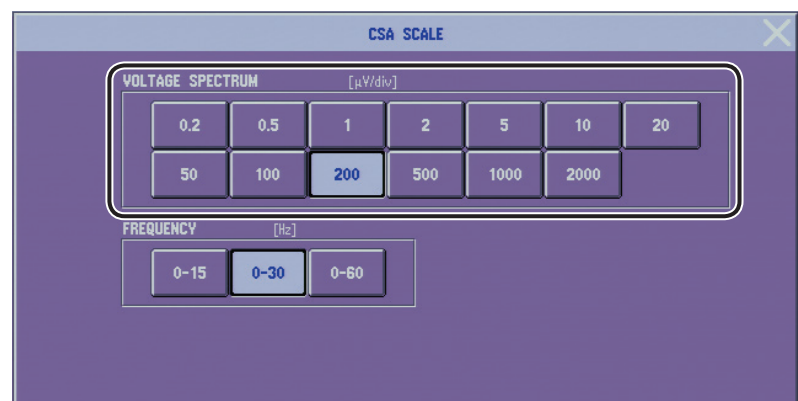 CSA SCALE
VOLTAGE SPECTRUM [μV/div]
0.2 0.5 1 2 5 10 20
50 100 200 500 1000 2000
FREQUENCY [Hz]
0-15 0-30 0-60